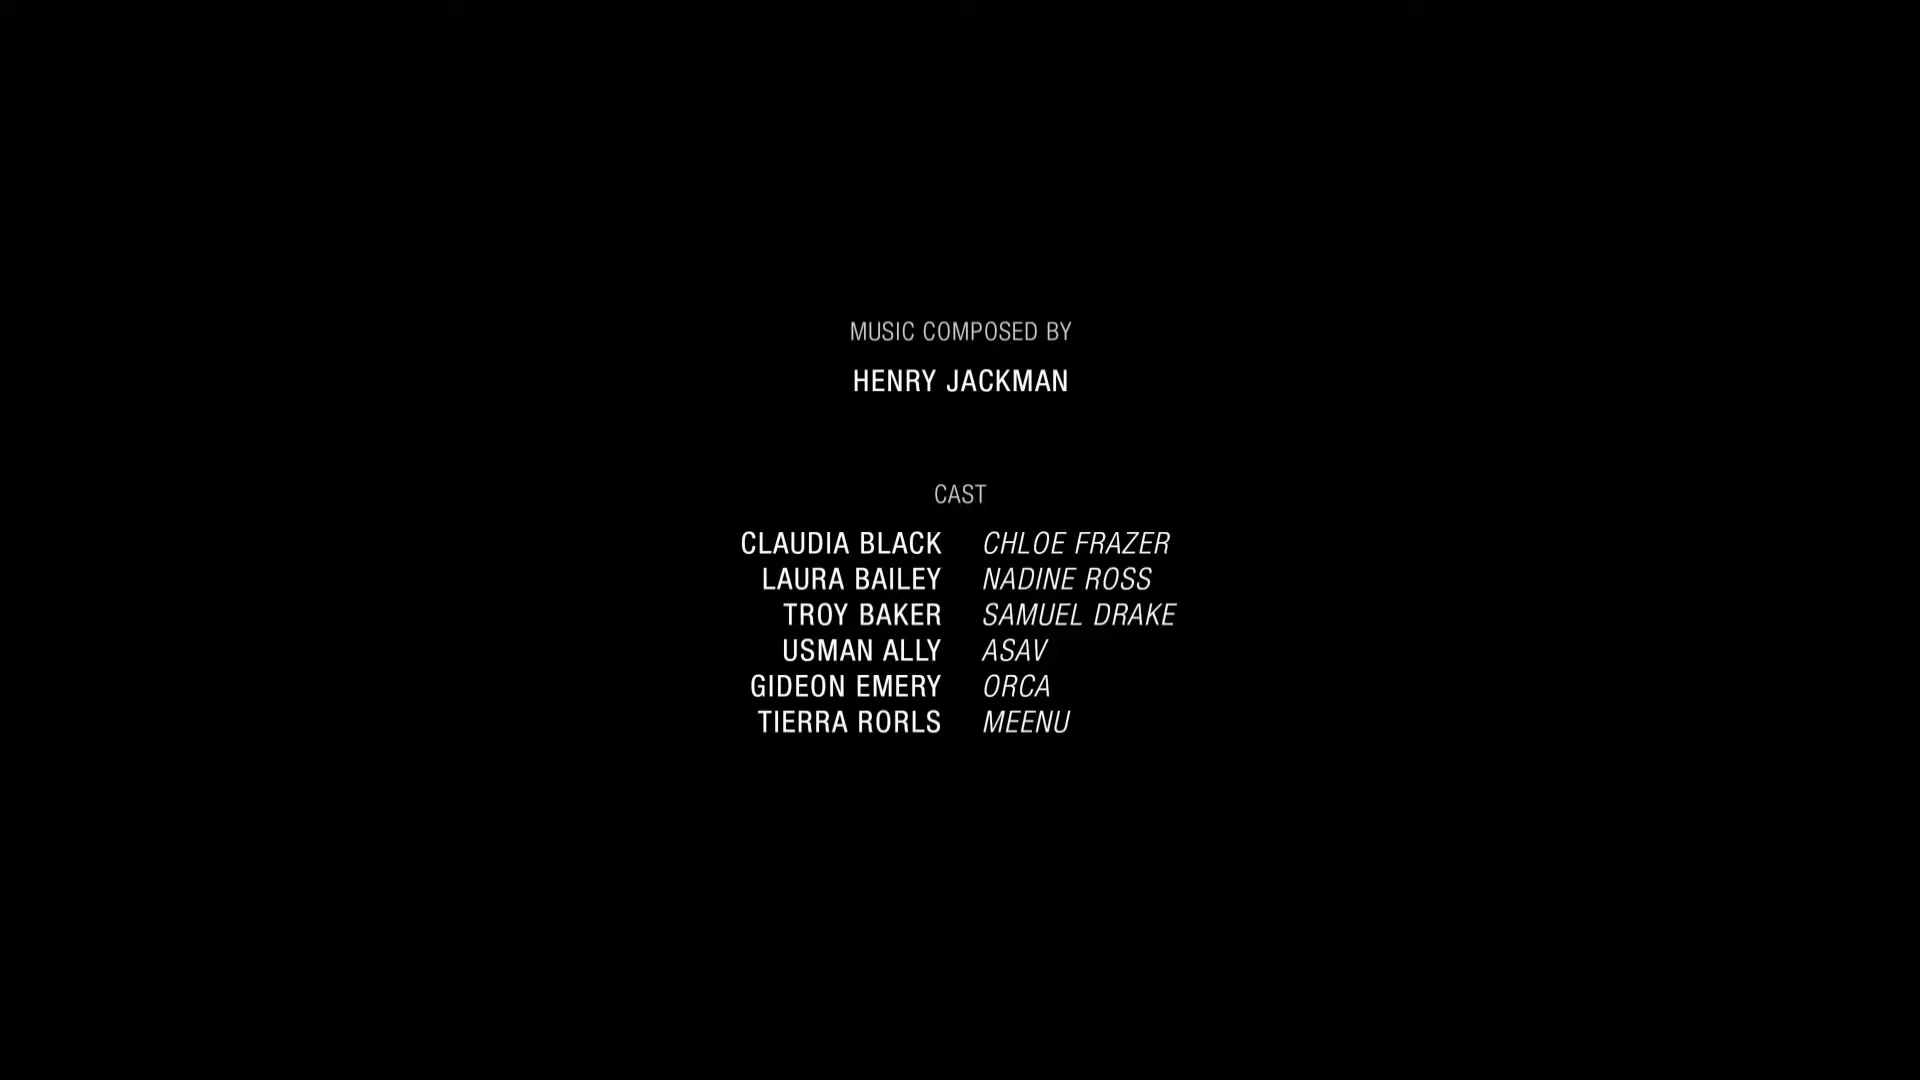 MUSIC COMPOSED BY
HENRY JACKMAN
CAST
CLAUDIA BLACK CHLOE FRAZER
LAURA BAILEY NADINE ROSS
TROY BAKER SAMUEL DRAKE
USMAN ALLY ASAV
GIDEON EMERY ORCA
TIERRA RORLS MEENU